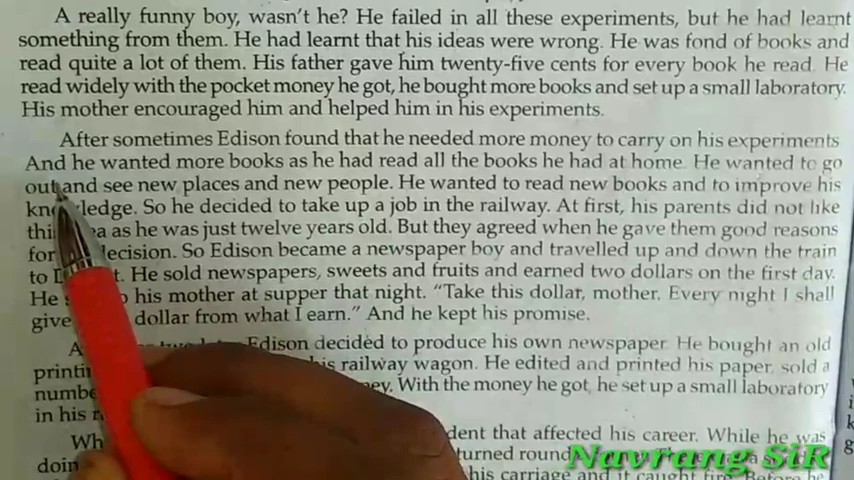 A really funny boy, wasn't he? He failed in all these experiments, but he had learnt
something from them. He had learnt that his ideas were wrong. He was fond of books and
read quite a lot of them. His father gave him twenty-five cents for every book he read. He
read widely with the pocket money he got, he bought more books and set up a small laboratory.
His mother encouraged him and helped him in his experiments.
After sometimes Edison found that he needed more money to carry on his experiments
And he wanted more books as he had read all the books he had at home. He wanted to go
out and see new places and new people. He wanted to read new books and to improve his
knowledge. So he decided to take up a job in the railway. At first, his parents did not like
as he was just twelve years old. But they agreed when he gave them good reasons
for decision. So Edison became a newspaper boy and travelled up and down the train
to He sold newspapers, sweets and fruits and earned two dollars on the first day.
He his mother at supper that night. "Take this dollar, mother. Every night I shall
give dollar from what I earn." And he kept his promise.
Edison decided to produce his own newspaper. He bought an old
his railway wagon. He edited and printed his paper, sold a
With the money he got, he set up a small laboratory
in his
that affected his career. While he was
turned round
his carriage and it caught fire. Before he
Navrang SiR